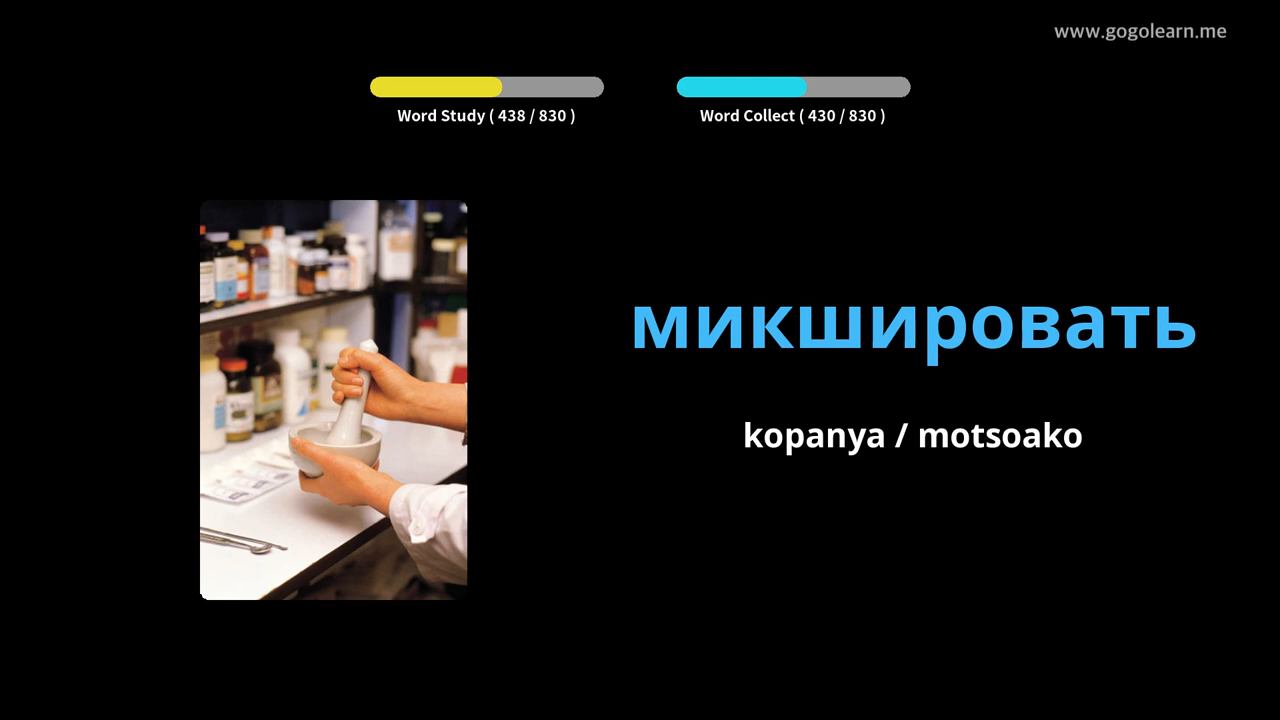 www.gogolearn.me
Word Study ( 438 / 830 )
Word Collect ( 430 / 830 )
микшировать
kopanya / motsoako